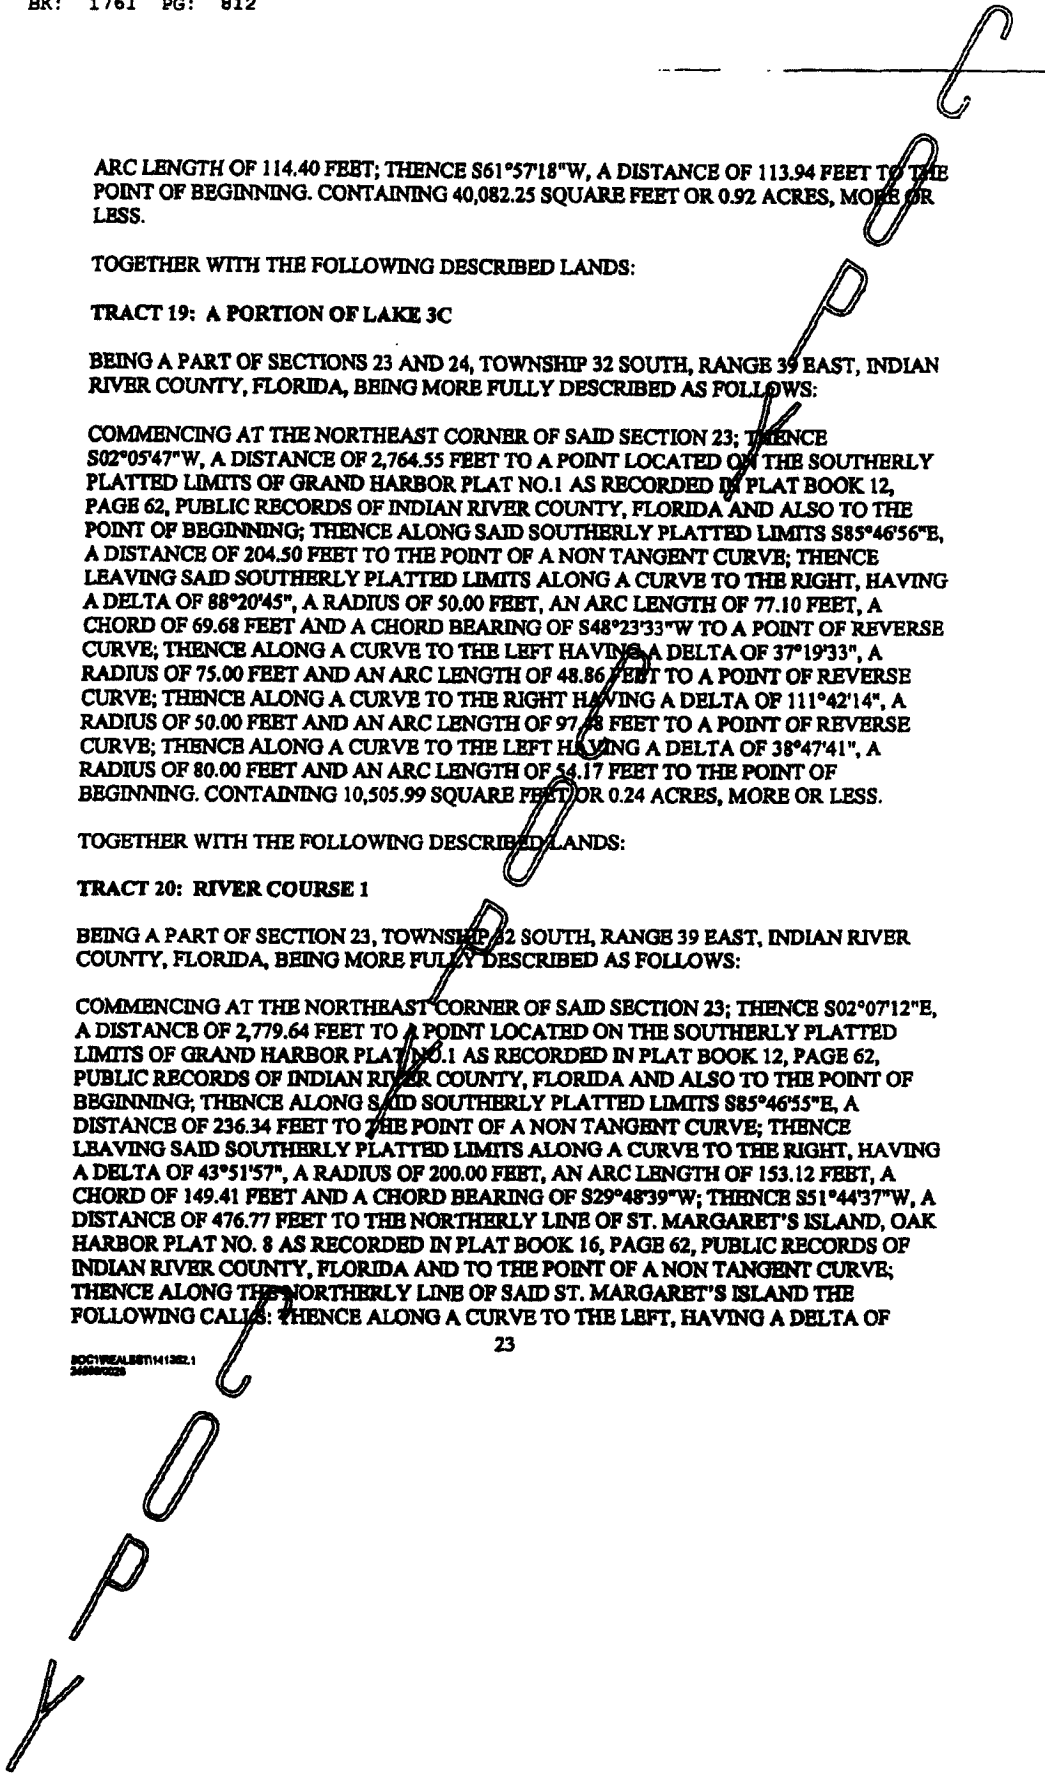 BK: 1761 PG: 812
ARC LENGTH OF 114.40 FEET; THENCE S61°57'18"W, A DISTANCE OF 113.94 FEET TO THE
POINT OF BEGINNING. CONTAINING 40,082.25 SQUARE FEET OR 0.92 ACRES, MORE OR
LESS.
TOGETHER WITH THE FOLLOWING DESCRIBED LANDS:
TRACT 19: A PORTION OF LAKE 3C
BEING A PART OF SECTIONS 23 AND 24, TOWNSHIP 32 SOUTH, RANGE 39 EAST, INDIAN
RIVER COUNTY, FLORIDA, BEING MORE FULLY DESCRIBED AS FOLLOWS:
COMMENCING AT THE NORTHEAST CORNER OF SAID SECTION 23; THENCE
S02°05'47"W, A DISTANCE OF 2,764.55 FEET TO A POINT LOCATED ON THE SOUTHERLY
PLATTED LIMITS OF GRAND HARBOR PLAT NO.1 AS RECORDED IN PLAT BOOK 12,
PAGE 62, PUBLIC RECORDS OF INDIAN RIVER COUNTY, FLORIDA AND ALSO TO THE
POINT OF BEGINNING; THENCE ALONG SAID SOUTHERLY PLATTED LIMITS S85°46'56"E,
A DISTANCE OF 204.50 FEET TO THE POINT OF A NON TANGENT CURVE; THENCE
LEAVING SAID SOUTHERLY PLATTED LIMITS ALONG A CURVE TO THE RIGHT, HAVING
A DELTA OF 88°20'45", A RADIUS OF 50.00 FEET, AN ARC LENGTH OF 77.10 FEET, A
CHORD OF 69.68 FEET AND A CHORD BEARING OF S48°23'33"W TO A POINT OF REVERSE
CURVE; THENCE ALONG A CURVE TO THE LEFT HAVING A DELTA OF 37°19'33", A
RADIUS OF 75.00 FEET AND AN ARC LENGTH OF 48.86 FEET TO A POINT OF REVERSE
CURVE; THENCE ALONG A CURVE TO THE RIGHT HAVING A DELTA OF 111°42'14", A
RADIUS OF 50.00 FEET AND AN ARC LENGTH OF 97.48 FEET TO A POINT OF REVERSE
CURVE; THENCE ALONG A CURVE TO THE LEFT HAVING A DELTA OF 38°47'41", A
RADIUS OF 80.00 FEET AND AN ARC LENGTH OF 54.17 FEET TO THE POINT OF
BEGINNING. CONTAINING 10,505.99 SQUARE FEET OR 0.24 ACRES, MORE OR LESS.
TOGETHER WITH THE FOLLOWING DESCRIBED LANDS:
TRACT 20: RIVER COURSE 1
BEING A PART OF SECTION 23, TOWNSHIP 32 SOUTH, RANGE 39 EAST, INDIAN RIVER
COUNTY, FLORIDA, BEING MORE FULLY DESCRIBED AS FOLLOWS:
COMMENCING AT THE NORTHEAST CORNER OF SAID SECTION 23; THENCE S02°07'12"E,
A DISTANCE OF 2,779.64 FEET TO A POINT LOCATED ON THE SOUTHERLY PLATTED
LIMITS OF GRAND HARBOR PLAT NO.1 AS RECORDED IN PLAT BOOK 12, PAGE 62,
PUBLIC RECORDS OF INDIAN RIVER COUNTY, FLORIDA AND ALSO TO THE POINT OF
BEGINNING; THENCE ALONG SAID SOUTHERLY PLATTED LIMITS S85°46'55"E, A
DISTANCE OF 236.34 FEET TO THE POINT OF A NON TANGENT CURVE; THENCE
LEAVING SAID SOUTHERLY PLATTED LIMITS ALONG A CURVE TO THE RIGHT, HAVING
A DELTA OF 43°51'57", A RADIUS OF 200.00 FEET, AN ARC LENGTH OF 153.12 FEET, A
CHORD OF 149.41 FEET AND A CHORD BEARING OF S29°48'39"W; THENCE S51°44'37"W, A
DISTANCE OF 476.77 FEET TO THE NORTHERLY LINE OF ST. MARGARET'S ISLAND, OAK
HARBOR PLAT NO. 8 AS RECORDED IN PLAT BOOK 16, PAGE 62, PUBLIC RECORDS OF
INDIAN RIVER COUNTY, FLORIDA AND TO THE POINT OF A NON TANGENT CURVE;
THENCE ALONG THE NORTHERLY LINE OF SAID ST. MARGARET'S ISLAND THE
FOLLOWING CALLS: THENCE ALONG A CURVE TO THE LEFT, HAVING A DELTA OF
23
COPY
COPY
COPY